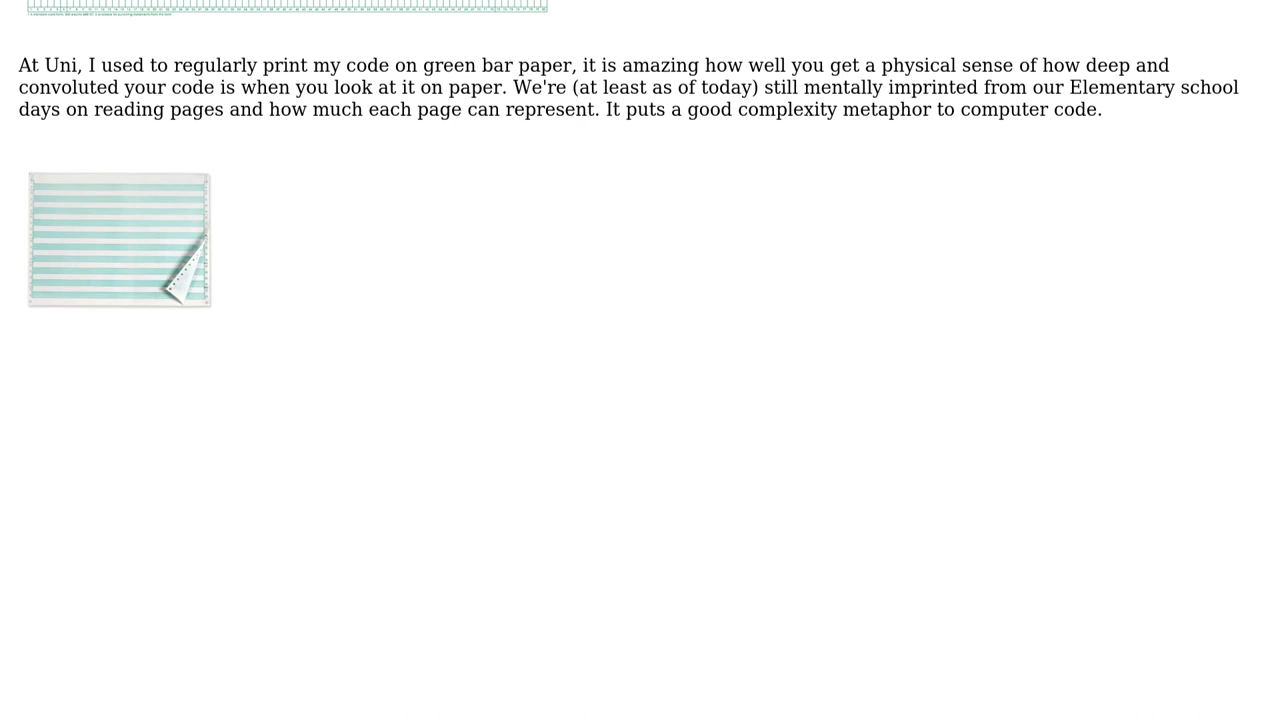 At Uni, I used to regularly print my code on green bar paper, it is amazing how well you get a physical sense of how deep and
convoluted your code is when you look at it on paper. We're (at least as of today) still mentally imprinted from our Elementary school
days on reading pages and how much each page can represent. It puts a good complexity metaphor to computer code.